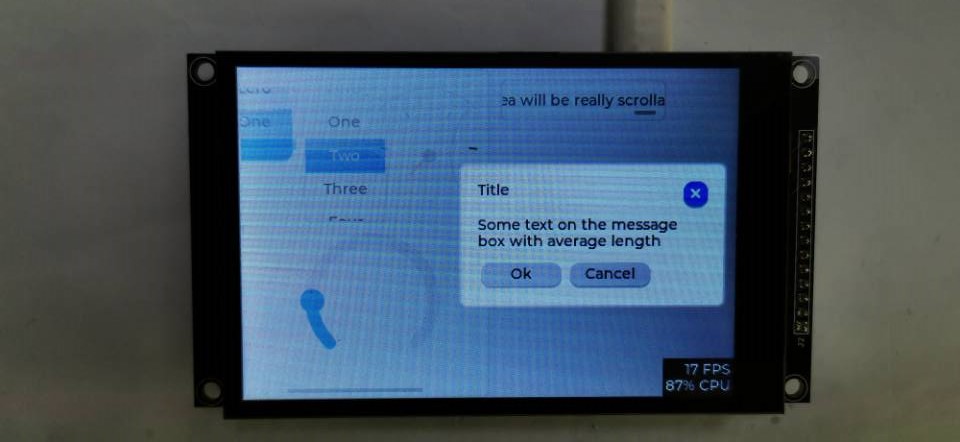 One
One
Two
Three
ea will be really scrolla
Title
Some text on the message
box with average length
Ok
Cancel
17 FPS
87% CPU